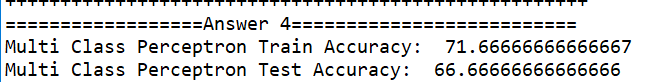 ++++++++++++++++++++++++++++++++++++++++++++++++++++
==================Answer 4==========================
Multi Class Perceptron Train Accuracy:  71.66666666666667
Multi Class Perceptron Test Accuracy:  66.66666666666666